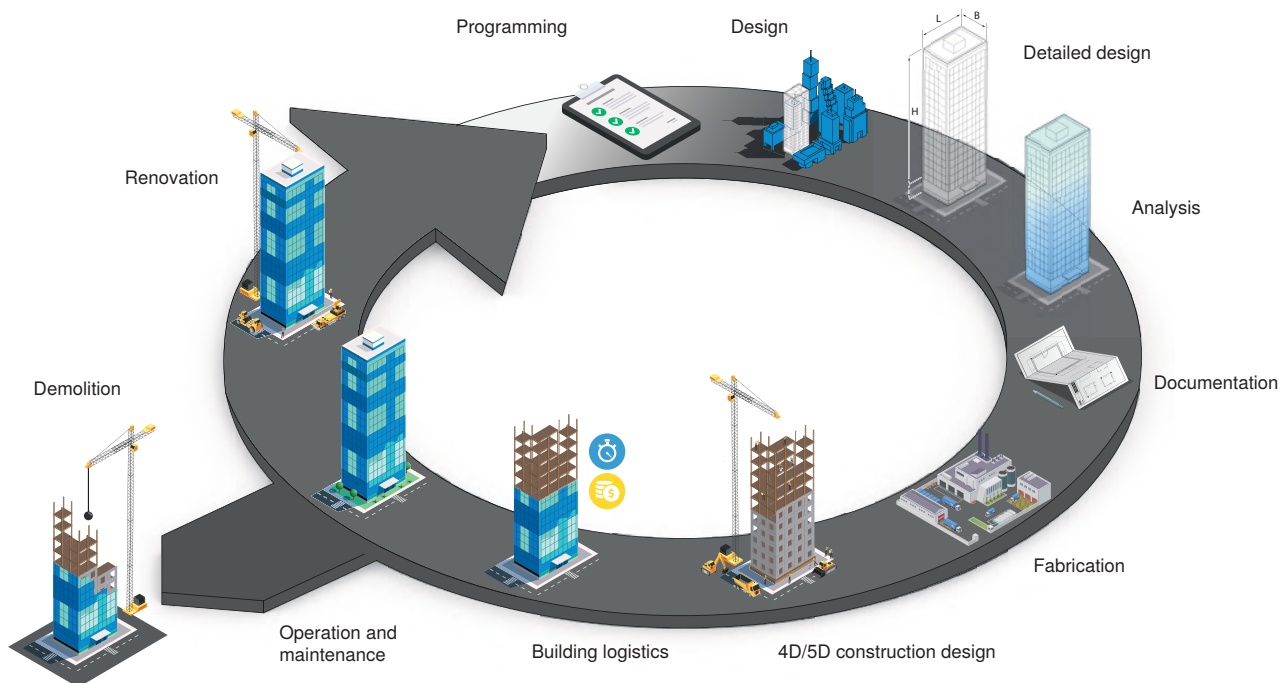 Programming
Design
Detailed design
L
B
H
Analysis
Documentation
Fabrication
4D/5D construction design
Building logistics
Operation and
maintenance
Demolition
Renovation
$